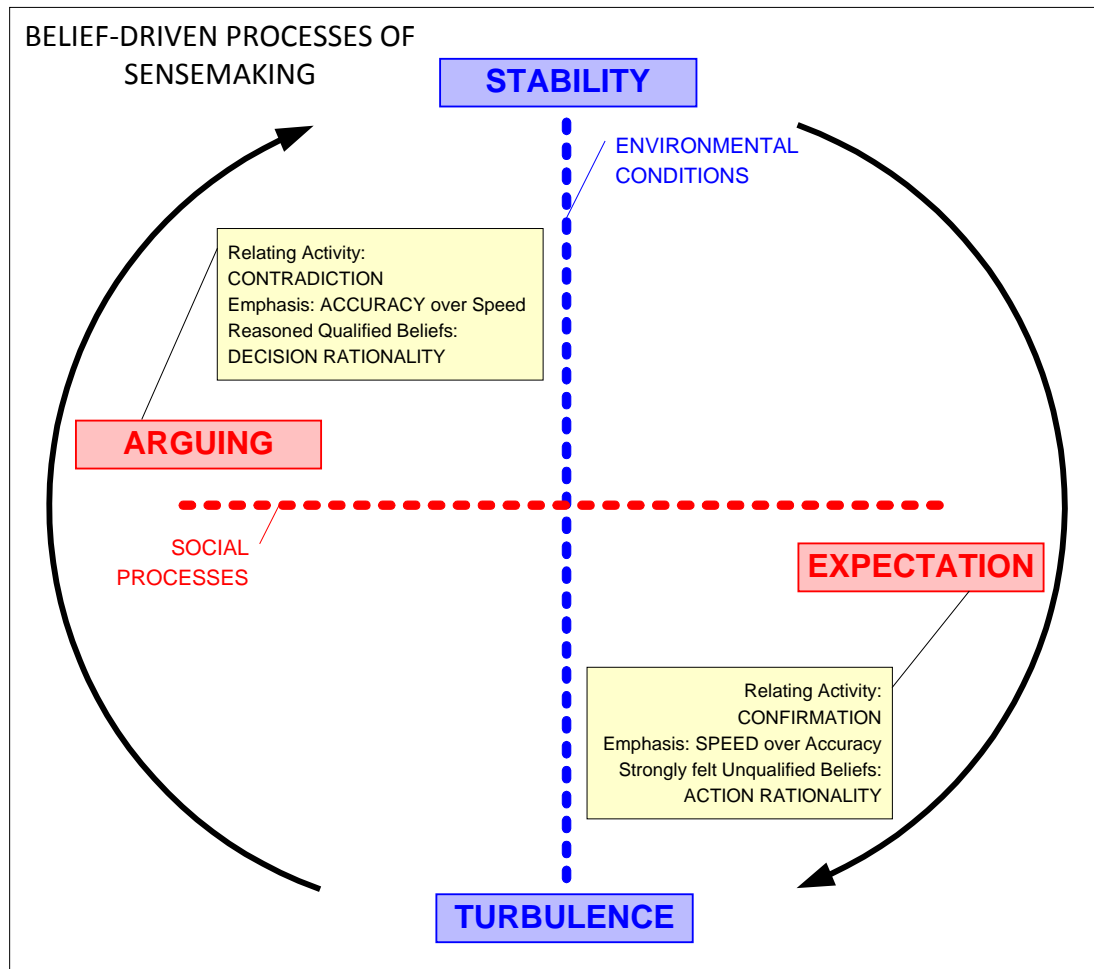 BELIEF-DRIVEN PROCESSES OF
SENSEMAKING
STABILITY
ENVIRONMENTAL
CONDITIONS
Relating Activity:
CONTRADICTION
Emphasis: ACCURACY over Speed
Reasoned Qualified Beliefs:
DECISION RATIONALITY
ARGUING
SOCIAL
PROCESSES
EXPECTATION
Relating Activity:
CONFIRMATION
Emphasis: SPEED over Accuracy
Strongly felt Unqualified Beliefs:
ACTION RATIONALITY
TURBULENCE